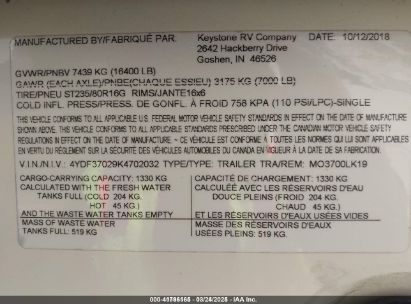 MANUFACTURED BY/FABRIQUÉ PAR. Keystone RV Company DATE: 10/12/2018
2642 Hackberry Drive
Goshen, IN 46526
GVWR/PNBV 7439 KG (16400 LB)
GAWR (EACH AXLE)/PNBE(CHAQUE ESSIEU) 3175 KG (7000 LB)
TIRE/PNEU ST235/80R16G RIMS/JANTE16x6
COLD INFL. PRESS/PRESS. DE GONFL. À FROID 758 KPA (110 PSI/LPC)-SINGLE
THIS VEHICLE CONFORMS TO ALL APPLICABLE U.S. FEDERAL MOTOR VEHICLE SAFETY STANDARDS IN EFFECT ON THE DATE OF MANUFACTURE
SHOWN ABOVE. THIS VEHICLE CONFORMS TO ALL APPLICABLE STANDARDS PRESCRIBED UNDER THE CANADIAN MOTOR VEHICLE SAFETY
REGULATIONS IN EFFECT ON THE DATE OF MANUFACTURE ~ CE VÉHICULE EST CONFORME À TOUTES LES NORMES QUI LUI SONT APPLICABLES
EN VERTU DU RÈGLEMENT SUR LA SÉCURITÉ DES VÉHICULES AUTOMOBILES DU CANADA EN VIGUEUR À LA DATE DE SA FABRICATION.
V.I.N./N.I.V.: 4YDF37029K4702032 TYPE/TYPE: TRAILER TRA/REM: MO3700LK19
CARGO-CARRYING CAPACITY: 1330 KG CAPACITÉ DE CHARGEMENT: 1330 KG
CALCULATED WITH THE FRESH WATER CALCULÉE AVEC LES RÉSERVOIRS D'EAU
TANKS FULL (COLD 204 KG. DOUCE PLEINS (FROID 204 KG.
HOT 45 KG.) CHAUD 45 KG.)
AND THE WASTE WATER TANKS EMPTY ET LES RÉSERVOIRS D'EAUX USÉES VIDES
MASS OF WASTE WATER MASSE DES RÉSERVOIRS D'EAUX
TANKS FULL: 519 KG USÉES PLEINS: 519 KG
IAA. Inc.